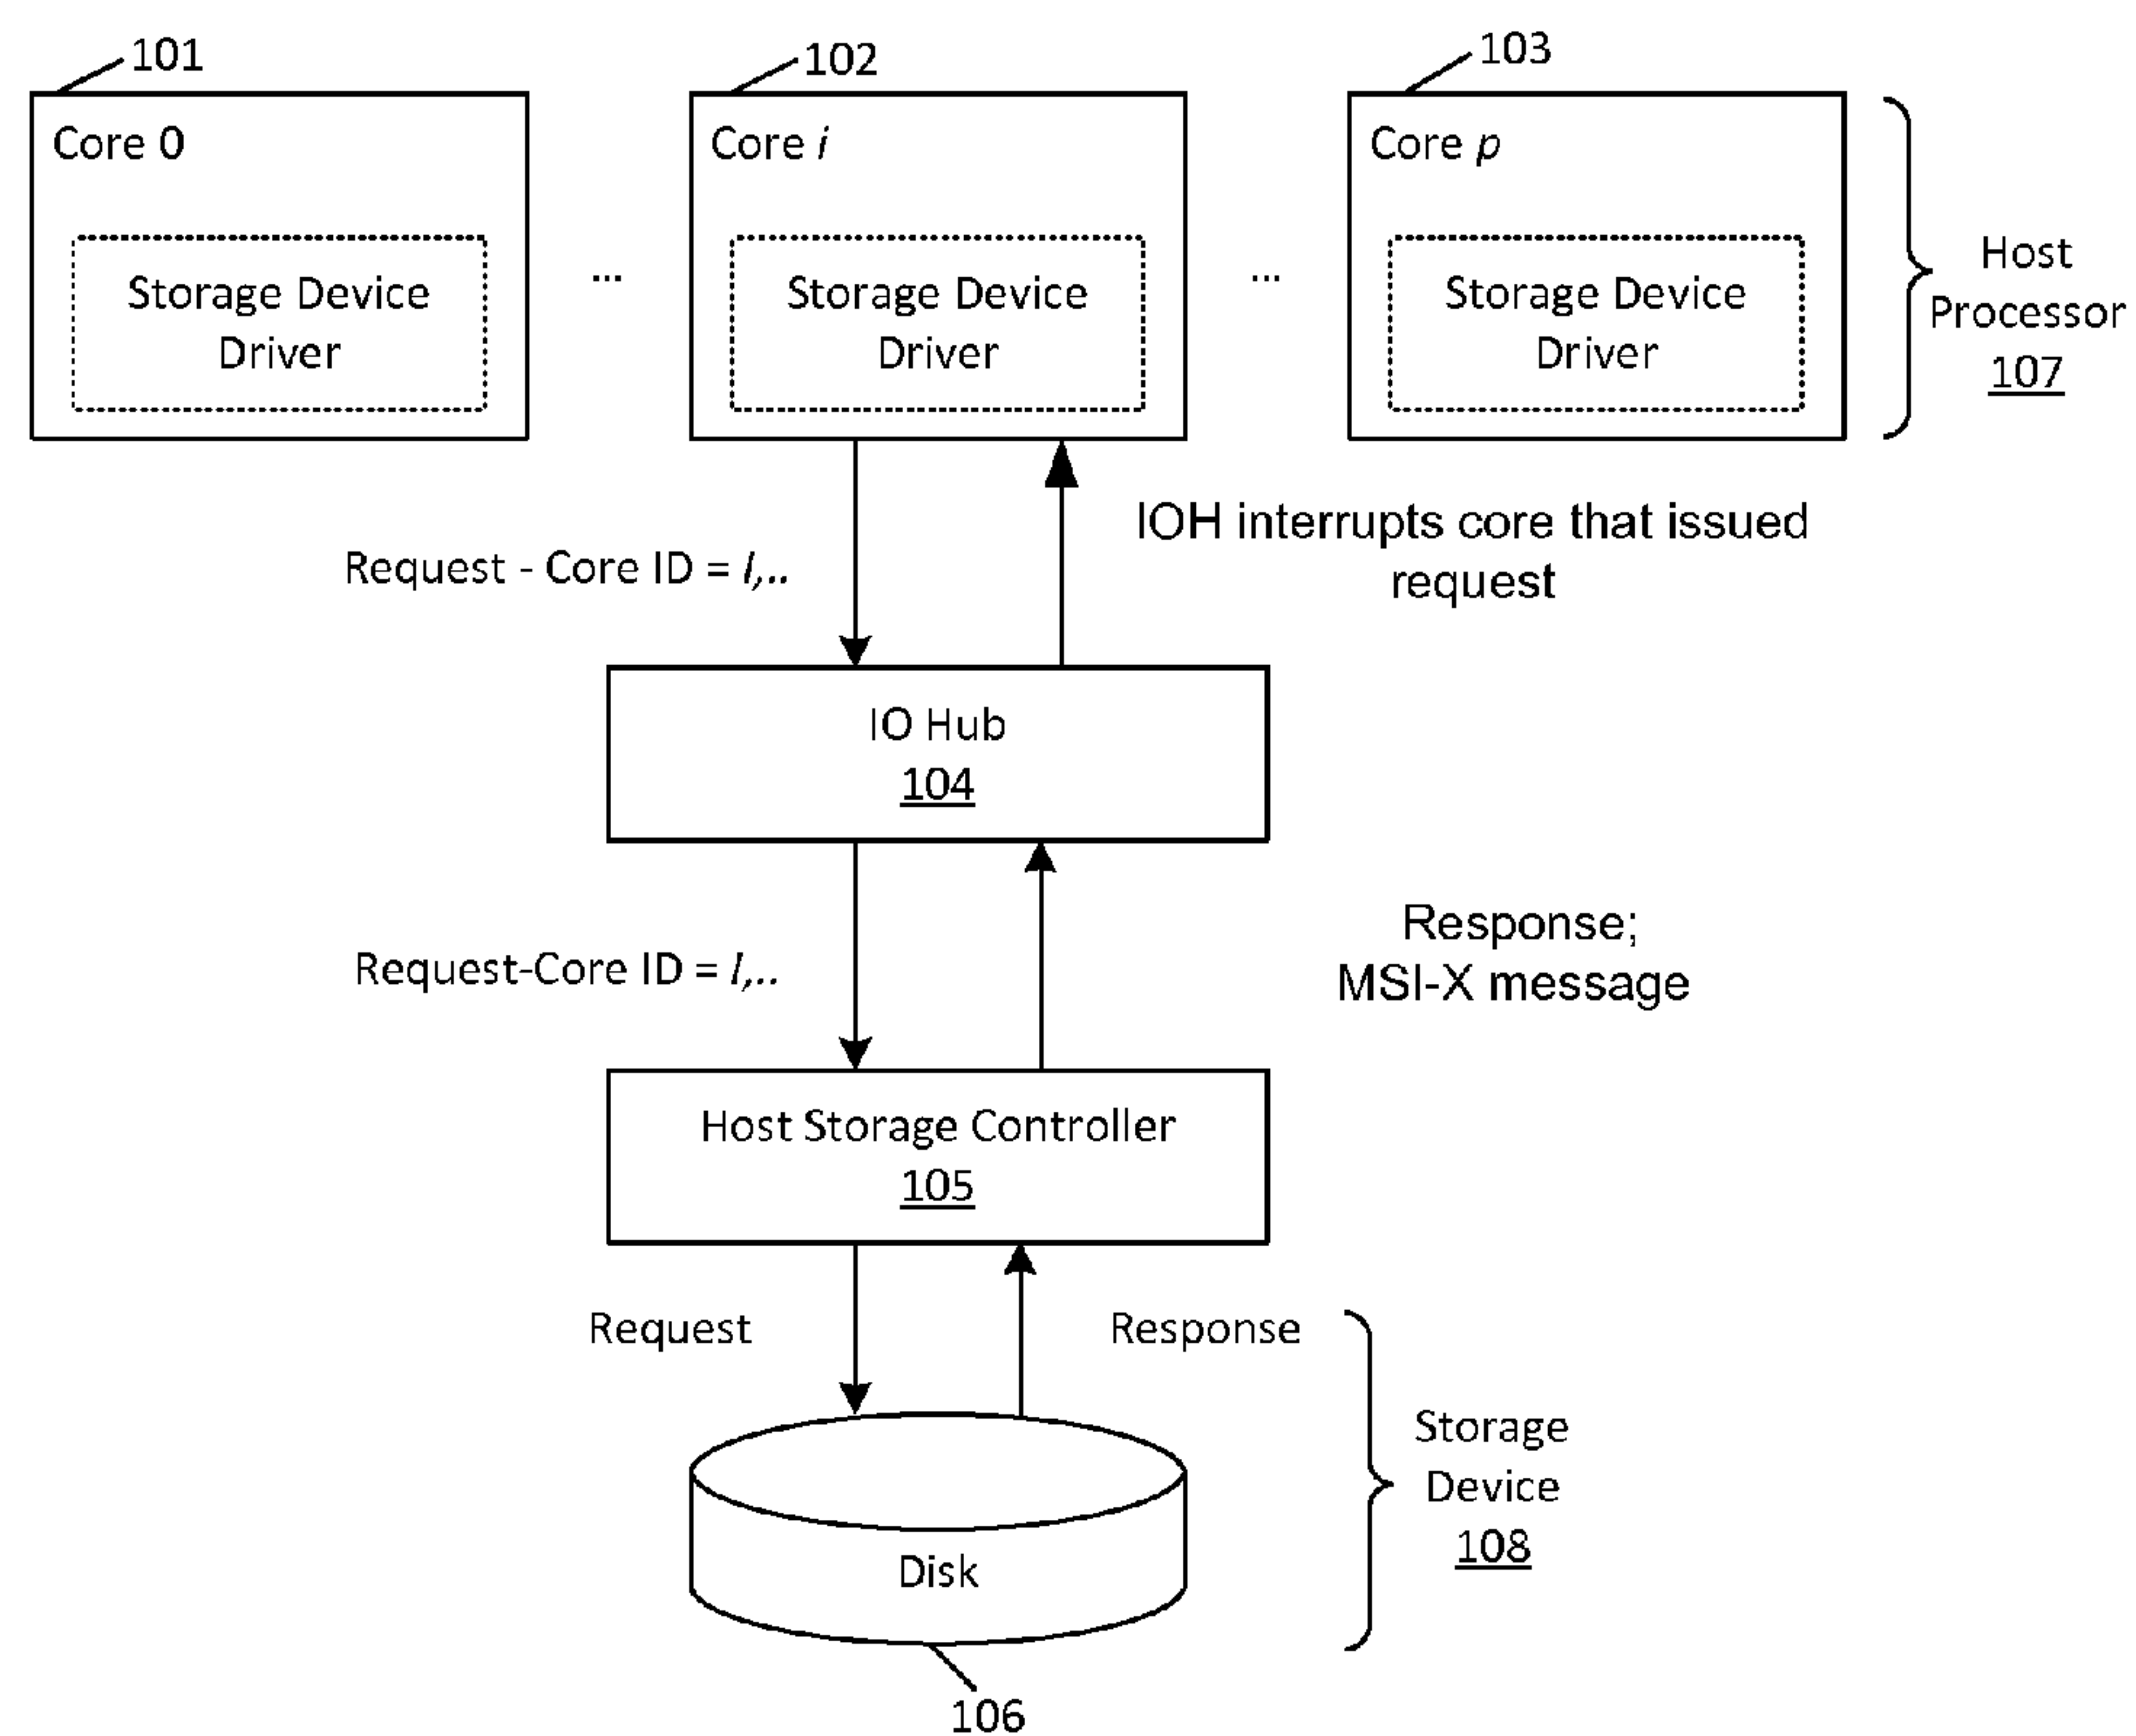 101
102
103
Core 0
Core i
Core p
Storage Device
Driver
...
Storage Device
Driver
...
Storage Device
Driver
Host
Processor
107
Request - Core ID = I,..
IOH interrupts core that issued
request
IO Hub
104
Request-Core ID = I,..
Response;
MSI-X message
Host Storage Controller
105
Request
Response
Storage
Device
108
Disk
106